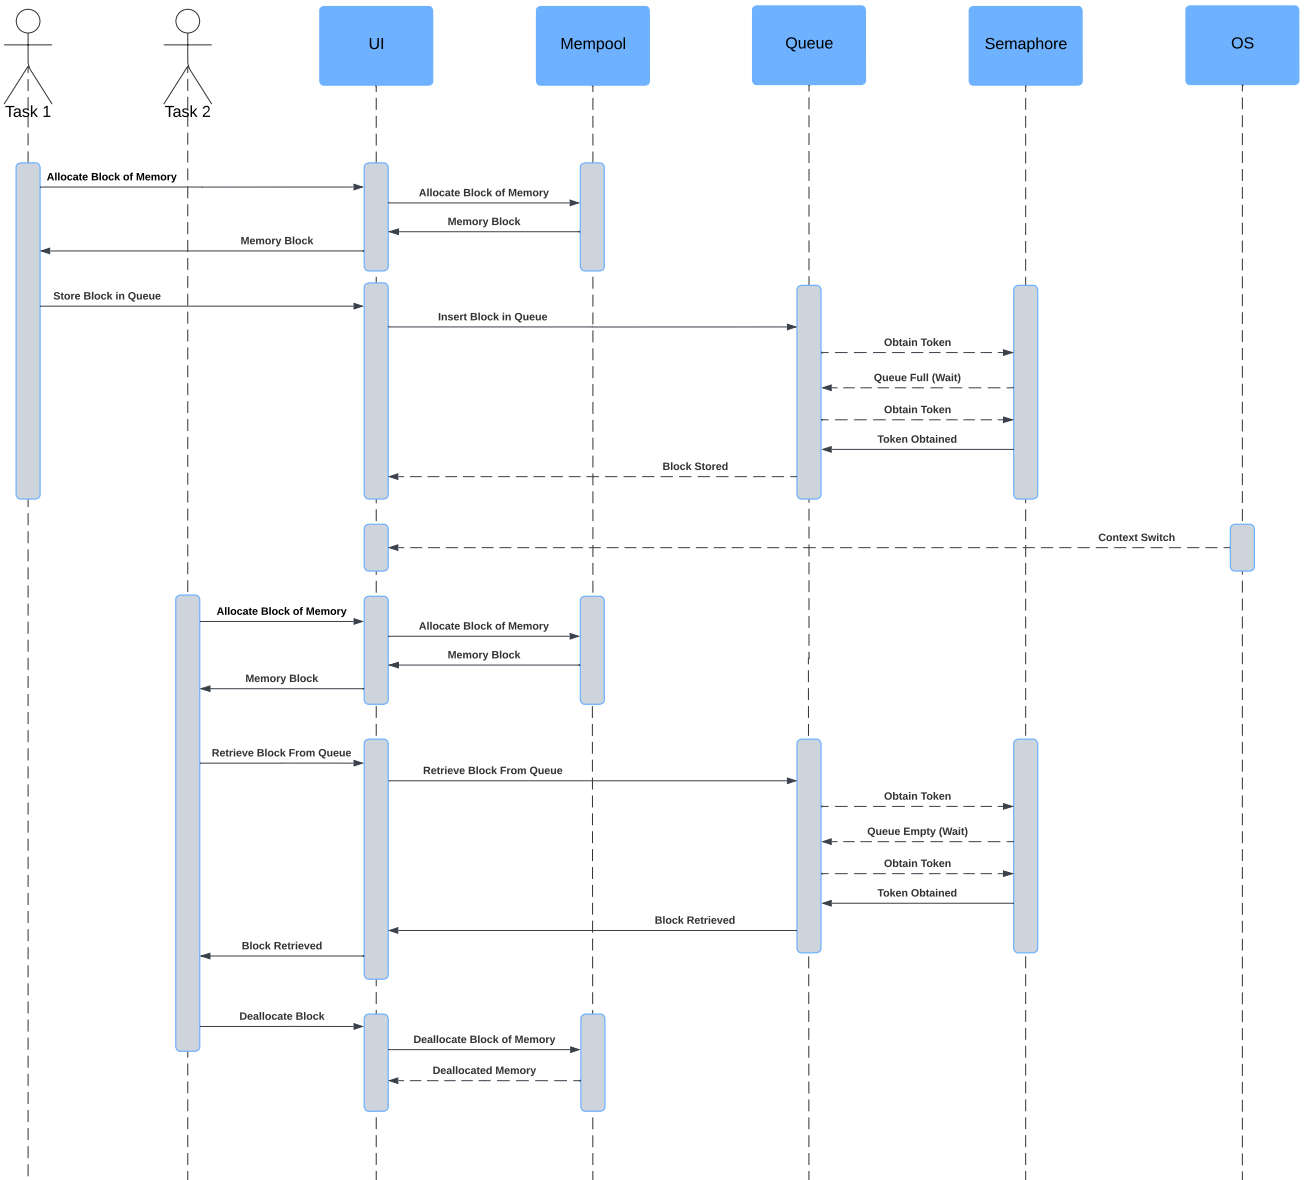 Task 1
Task 2
UI
Mempool
Queue
Semaphore
OS
Allocate Block of Memory
Allocate Block of Memory
Memory Block
Memory Block
Store Block in Queue
Insert Block in Queue
Obtain Token
Queue Full (Wait)
Obtain Token
Token Obtained
Block Stored
Context Switch
Allocate Block of Memory
Allocate Block of Memory
Memory Block
Memory Block
Retrieve Block From Queue
Retrieve Block From Queue
Obtain Token
Queue Empty (Wait)
Obtain Token
Token Obtained
Block Retrieved
Block Retrieved
Deallocate Block
Deallocate Block of Memory
Deallocated Memory